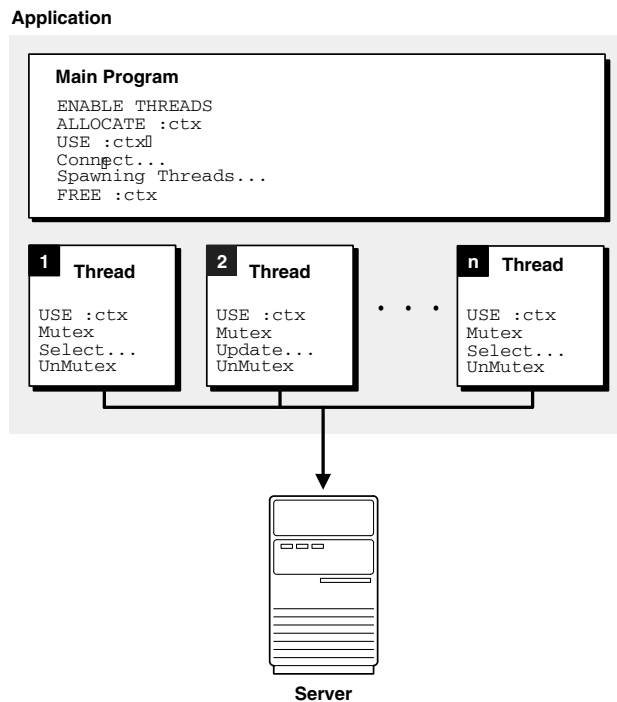 Application
Main Program
ENABLE THREADS
ALLOCATE :ctx
USE :ctx▯
Connect...
Spawning Threads...
FREE :ctx
1 Thread
USE :ctx
Mutex
Select...
UnMutex
2 Thread
USE :ctx
Mutex
Update...
UnMutex
. . .
n Thread
USE :ctx
Mutex
Select...
UnMutex
Server